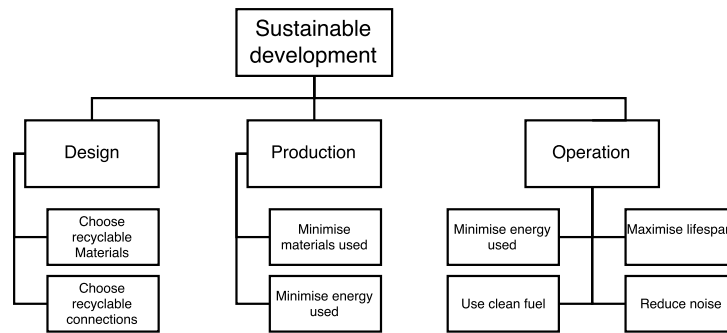 Sustainable
development
Design
Production
Operation
Choose
recyclable
Materials
Minimise
materials used
Minimise energy
used
Maximise lifespan
Choose
recyclable
connections
Minimise energy
used
Use clean fuel
Reduce noise